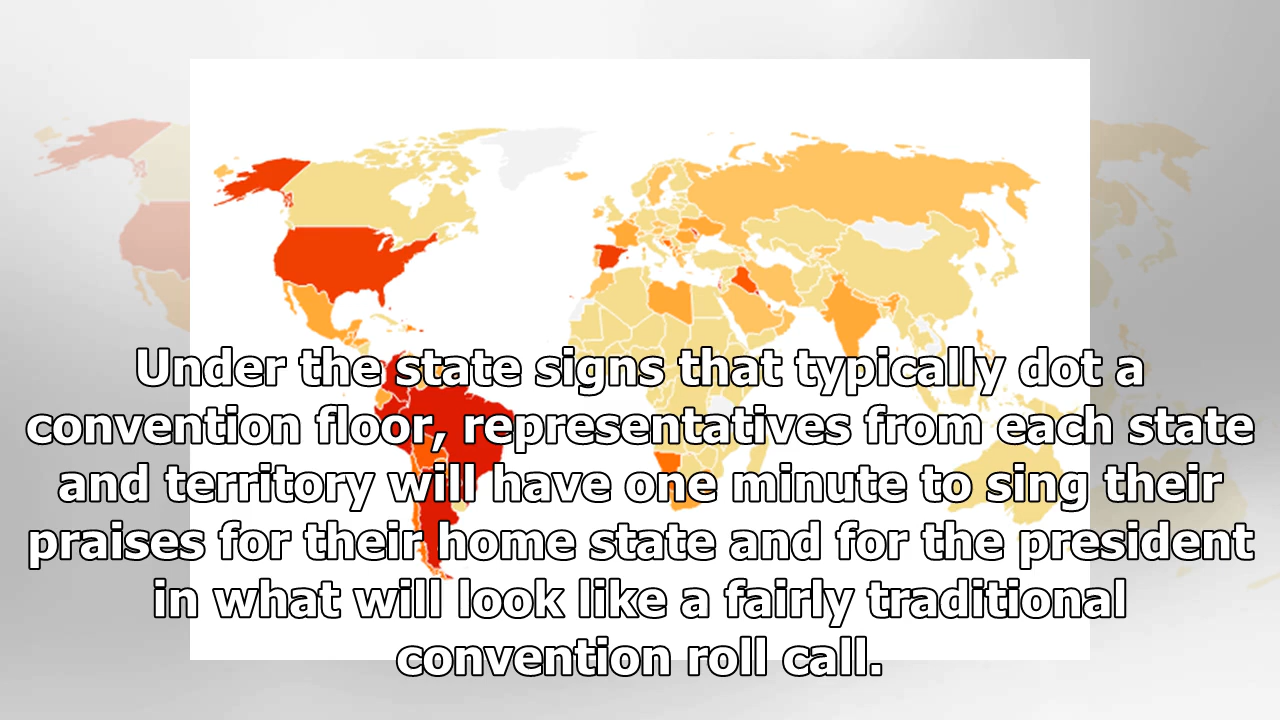 Under the state signs that typically dot a
convention floor, representatives from each state
and territory will have one minute to sing their
praises for their home state and for the president
in what will look like a fairly traditional
convention roll call.